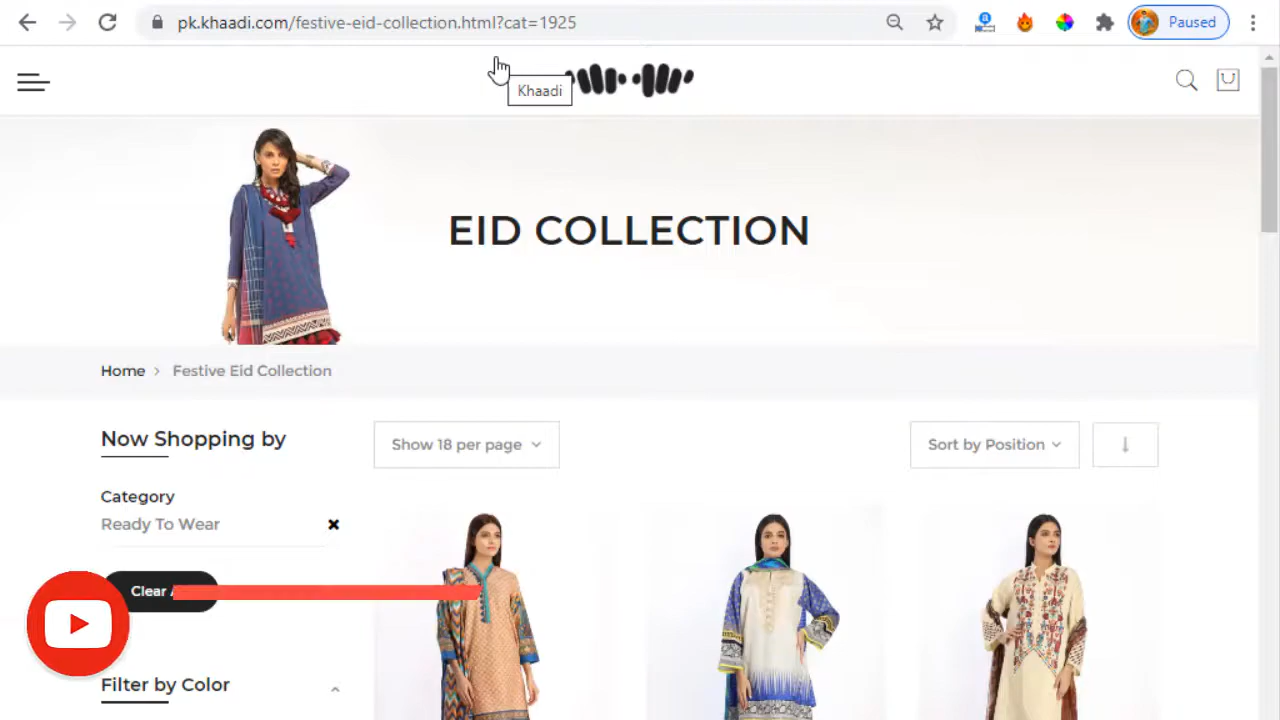 pk.khaadi.com/festive-eid-collection.html?cat=1925
Paused
Khaadi
EID COLLECTION
Home > Festive Eid Collection
Now Shopping by
Show 18 per page
Sort by Position
Category
Ready To Wear
Clear
Filter by Color